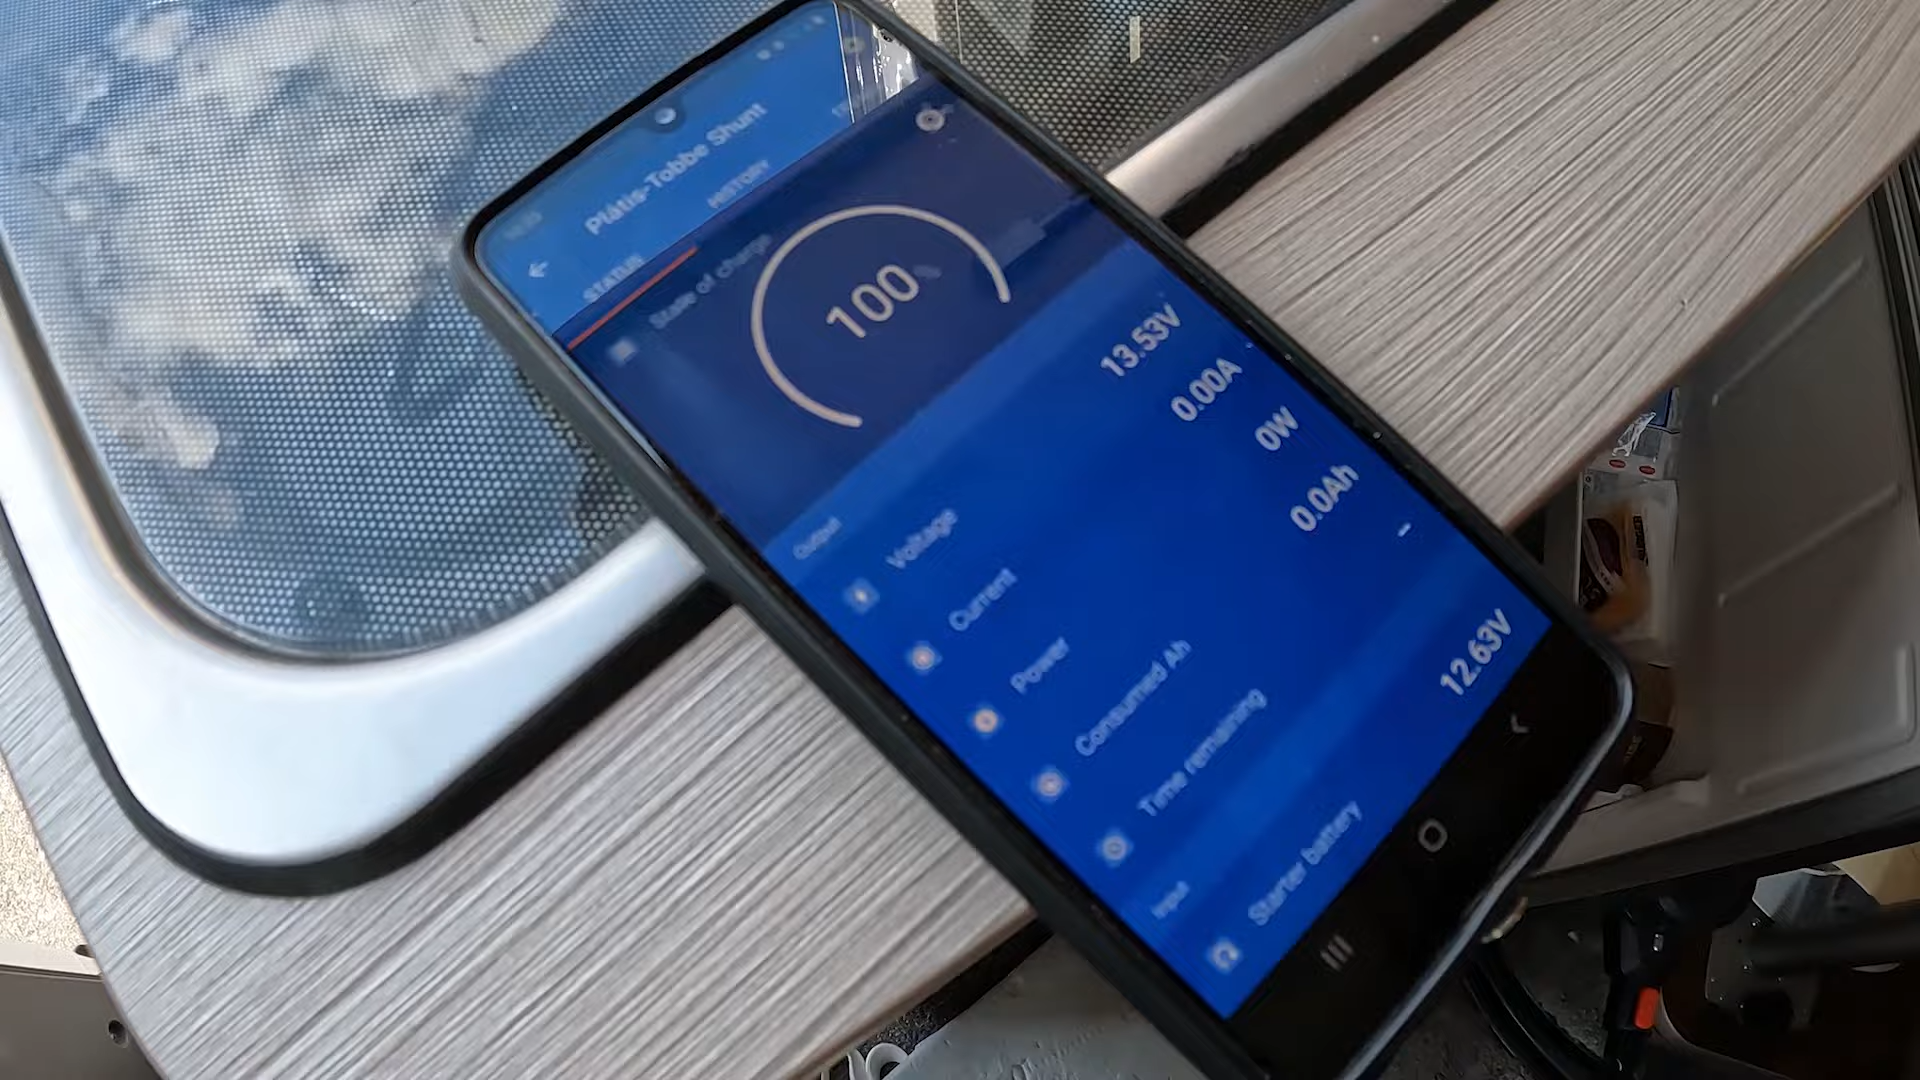 Plåtis-Tobbe Shunt
STATUS
HISTORY
State of charge
100%
Output
Voltage 13.53V
Current 0.00A
Power 0W
Consumed Ah 0.0Ah
Time remaining -
Input
Starter battery 12.63V